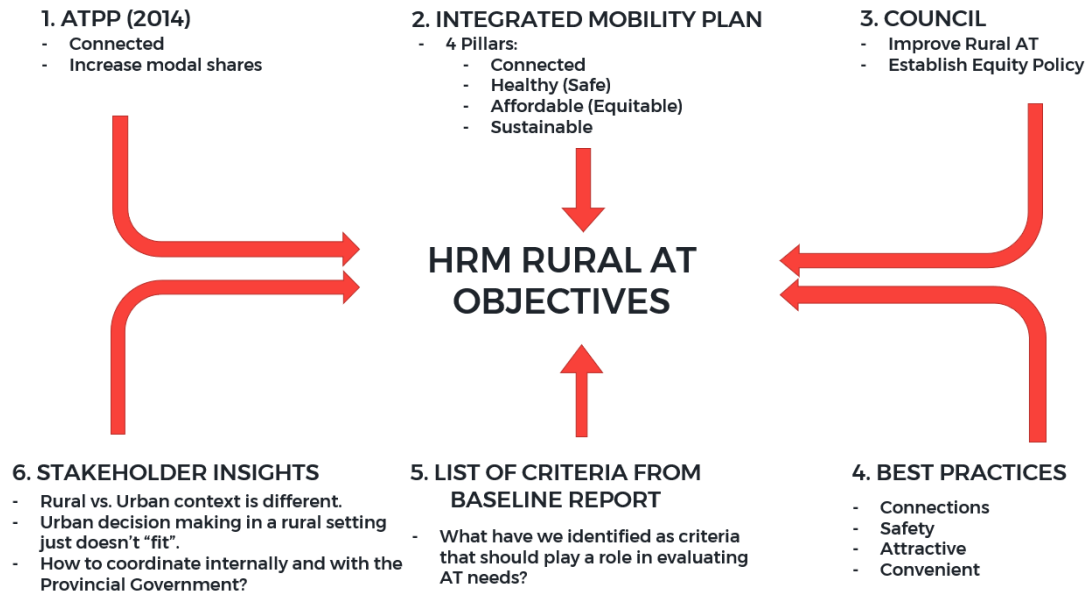 1. ATPP (2014)
- Connected
- Increase modal shares
2. INTEGRATED MOBILITY PLAN
- 4 Pillars:
- Connected
- Healthy (Safe)
- Affordable (Equitable)
- Sustainable
3. COUNCIL
- Improve Rural AT
- Establish Equity Policy
HRM RURAL AT
OBJECTIVES
6. STAKEHOLDER INSIGHTS
- Rural vs. Urban context is different.
- Urban decision making in a rural setting
just doesn't “fit”.
- How to coordinate internally and with the
Provincial Government?
5. LIST OF CRITERIA FROM
BASELINE REPORT
- What have we identified as criteria
that should play a role in evaluating
AT needs?
4. BEST PRACTICES
- Connections
- Safety
- Attractive
- Convenient